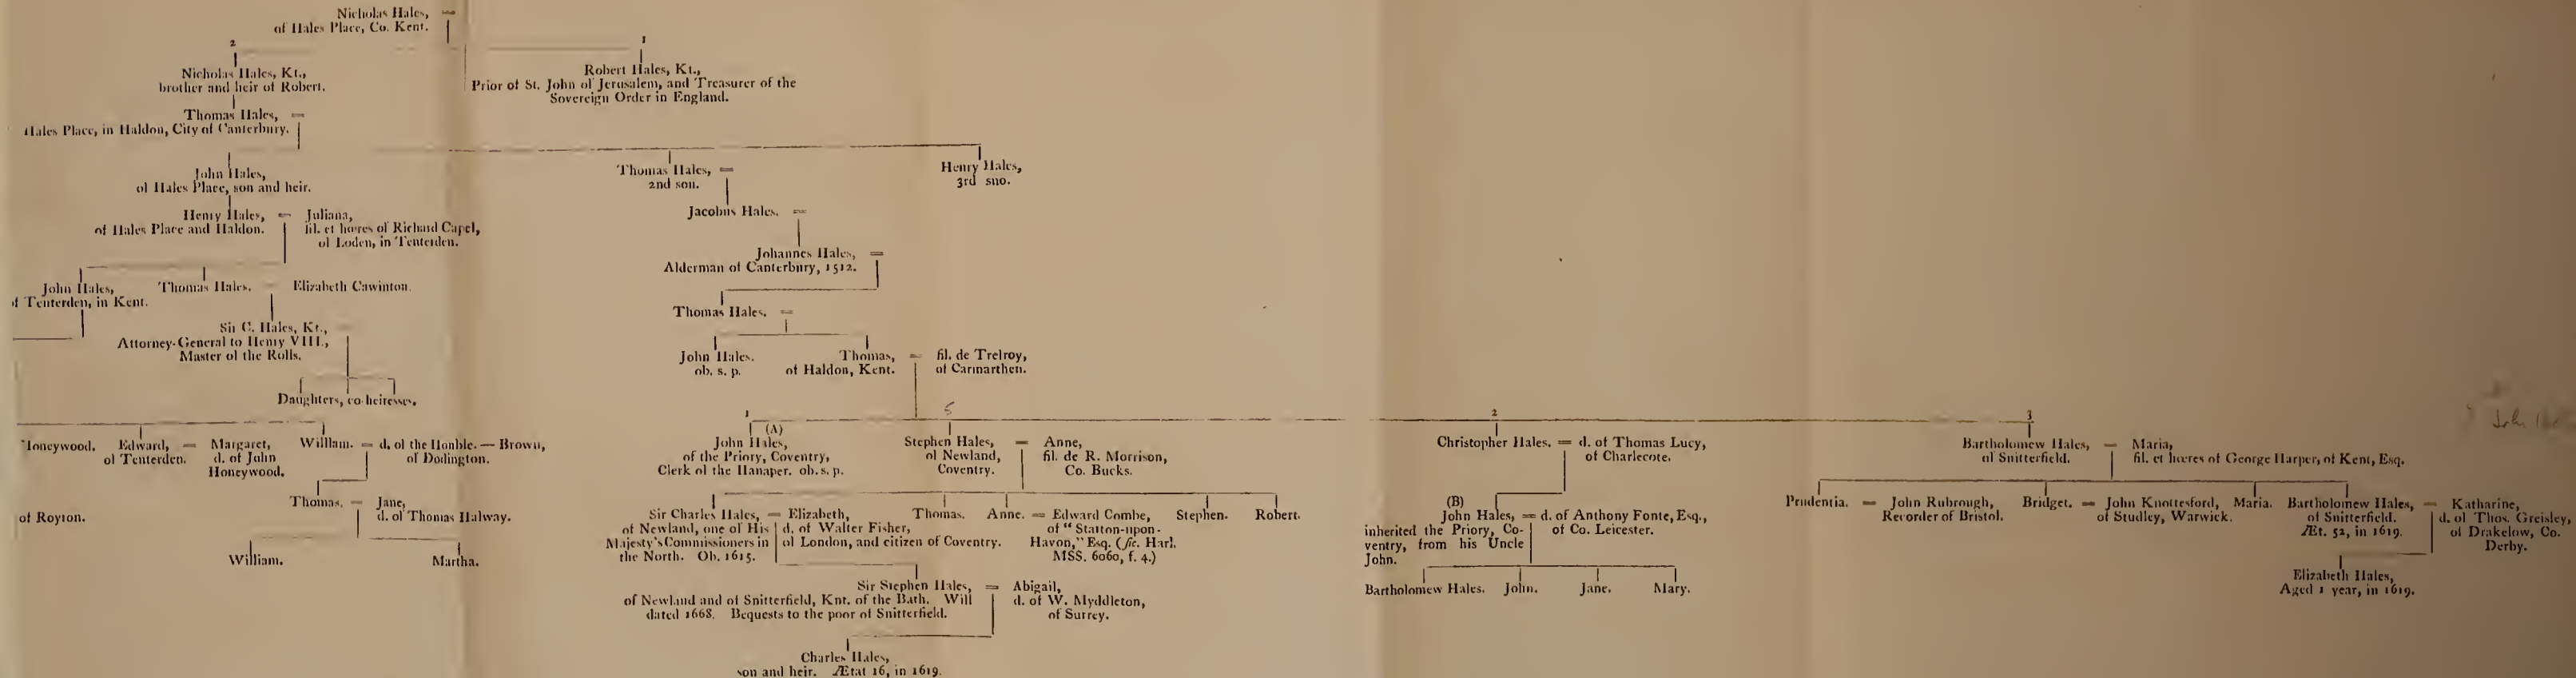 Nicholas Hales,
of Hales Place, Co. Kent.
2
1
Nicholas Hales, Kt.,
brother and heir of Robert.
Robert Hales, Kt.,
Prior of St. John of Jerusalem, and Treasurer of the
Sovereign Order in England.
Thomas Hales,
Hales Place, in Haldon, City of Canterbury.
John Hales,
of Hales Place, son and heir.
Thomas Hales,
2nd son.
Henry Hales,
3rd sno.
Henry Hales,
of Hales Place and Haldon.
Juliana,
fil. et hæres of Richard Capel,
of Loden, in Tenterden.
Jacobus Hales.
Johannes Hales,
Alderman of Canterbury, 1512.
John Hales,
of Tenterden, in Kent.
Thomas Hales.
Elizabeth Cawinton.
Thomas Hales.
Sir C. Hales, Kt.,
Attorney-General to Henry VIII.,
Master of the Rolls.
John Hales.
ob. s. p.
Thomas,
of Haldon, Kent.
fil. de Trelroy,
of Carmarthen.
Daughters, co-heiresses.
1
5
2
3
John
Honeywood.
Edward,
of Tenterden.
Margaret,
d. of John
Honeywood.
William.
d. of the Honble. — Brown,
of Dodington.
(A)
John Hales,
of the Priory, Coventry,
Clerk of the Hanaper. ob. s. p.
Stephen Hales,
of Newland,
Coventry.
Anne,
fil. de R. Morrison,
Co. Bucks.
Christopher Hales.
d. of Thomas Lucy,
of Charlecote.
Bartholomew Hales,
of Snitterfield.
Maria,
fil. et hæres of George Harper, of Kent, Esq.
of Royton.
Thomas.
Jane,
d. of Thomas Halway.
Sir Charles Hales,
of Newland, one of His
Majesty's Commissioners in
the North. Ob. 1615.
Elizabeth,
d. of Walter Fisher,
of London, and citizen of Coventry.
Thomas.
Anne.
Edward Combe,
of "Statton-upon-
Havon," Esq. (sic. Harl.
MSS. 6060, f. 4.)
Stephen.
Robert.
(B)
John Hales,
inherited the Priory, Co-
ventry, from his Uncle
John.
d. of Anthony Fonte, Esq.,
of Co. Leicester.
Prudentia.
John Rubrough,
Recorder of Bristol.
Bridget.
John Knottesford,
of Studley, Warwick.
Maria.
Bartholomew Hales,
of Snitterfield.
Æt. 52, in 1619.
Katharine,
d. of Thos. Greisley,
of Drakelow, Co.
Derby.
William.
Martha.
Sir Stephen Hales,
of Newland and of Snitterfield, Knt. of the Bath. Will
dated 1668. Bequests to the poor of Snitterfield.
Abigail,
d. of W. Myddleton,
of Surrey.
Bartholomew Hales.
John.
Jane.
Mary.
Elizabeth Hales,
Aged 1 year, in 1619.
Charles Hales,
son and heir. Ætat 16, in 1619.